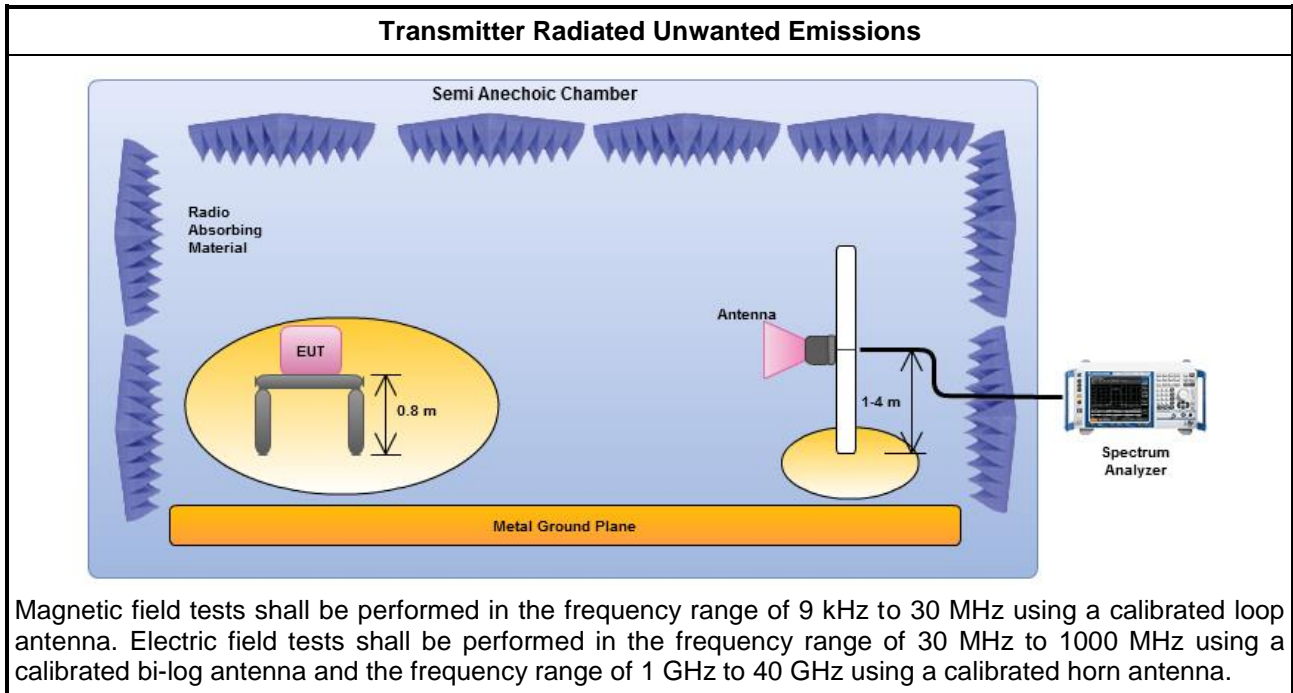 Transmitter Radiated Unwanted Emissions
Semi Anechoic Chamber
Radio
Absorbing
Material
Antenna
EUT
0.8 m
1-4 m
Spectrum
Analyzer
Metal Ground Plane
Magnetic field tests shall be performed in the frequency range of 9 kHz to 30 MHz using a calibrated loop
antenna. Electric field tests shall be performed in the frequency range of 30 MHz to 1000 MHz using a
calibrated bi-log antenna and the frequency range of 1 GHz to 40 GHz using a calibrated horn antenna.